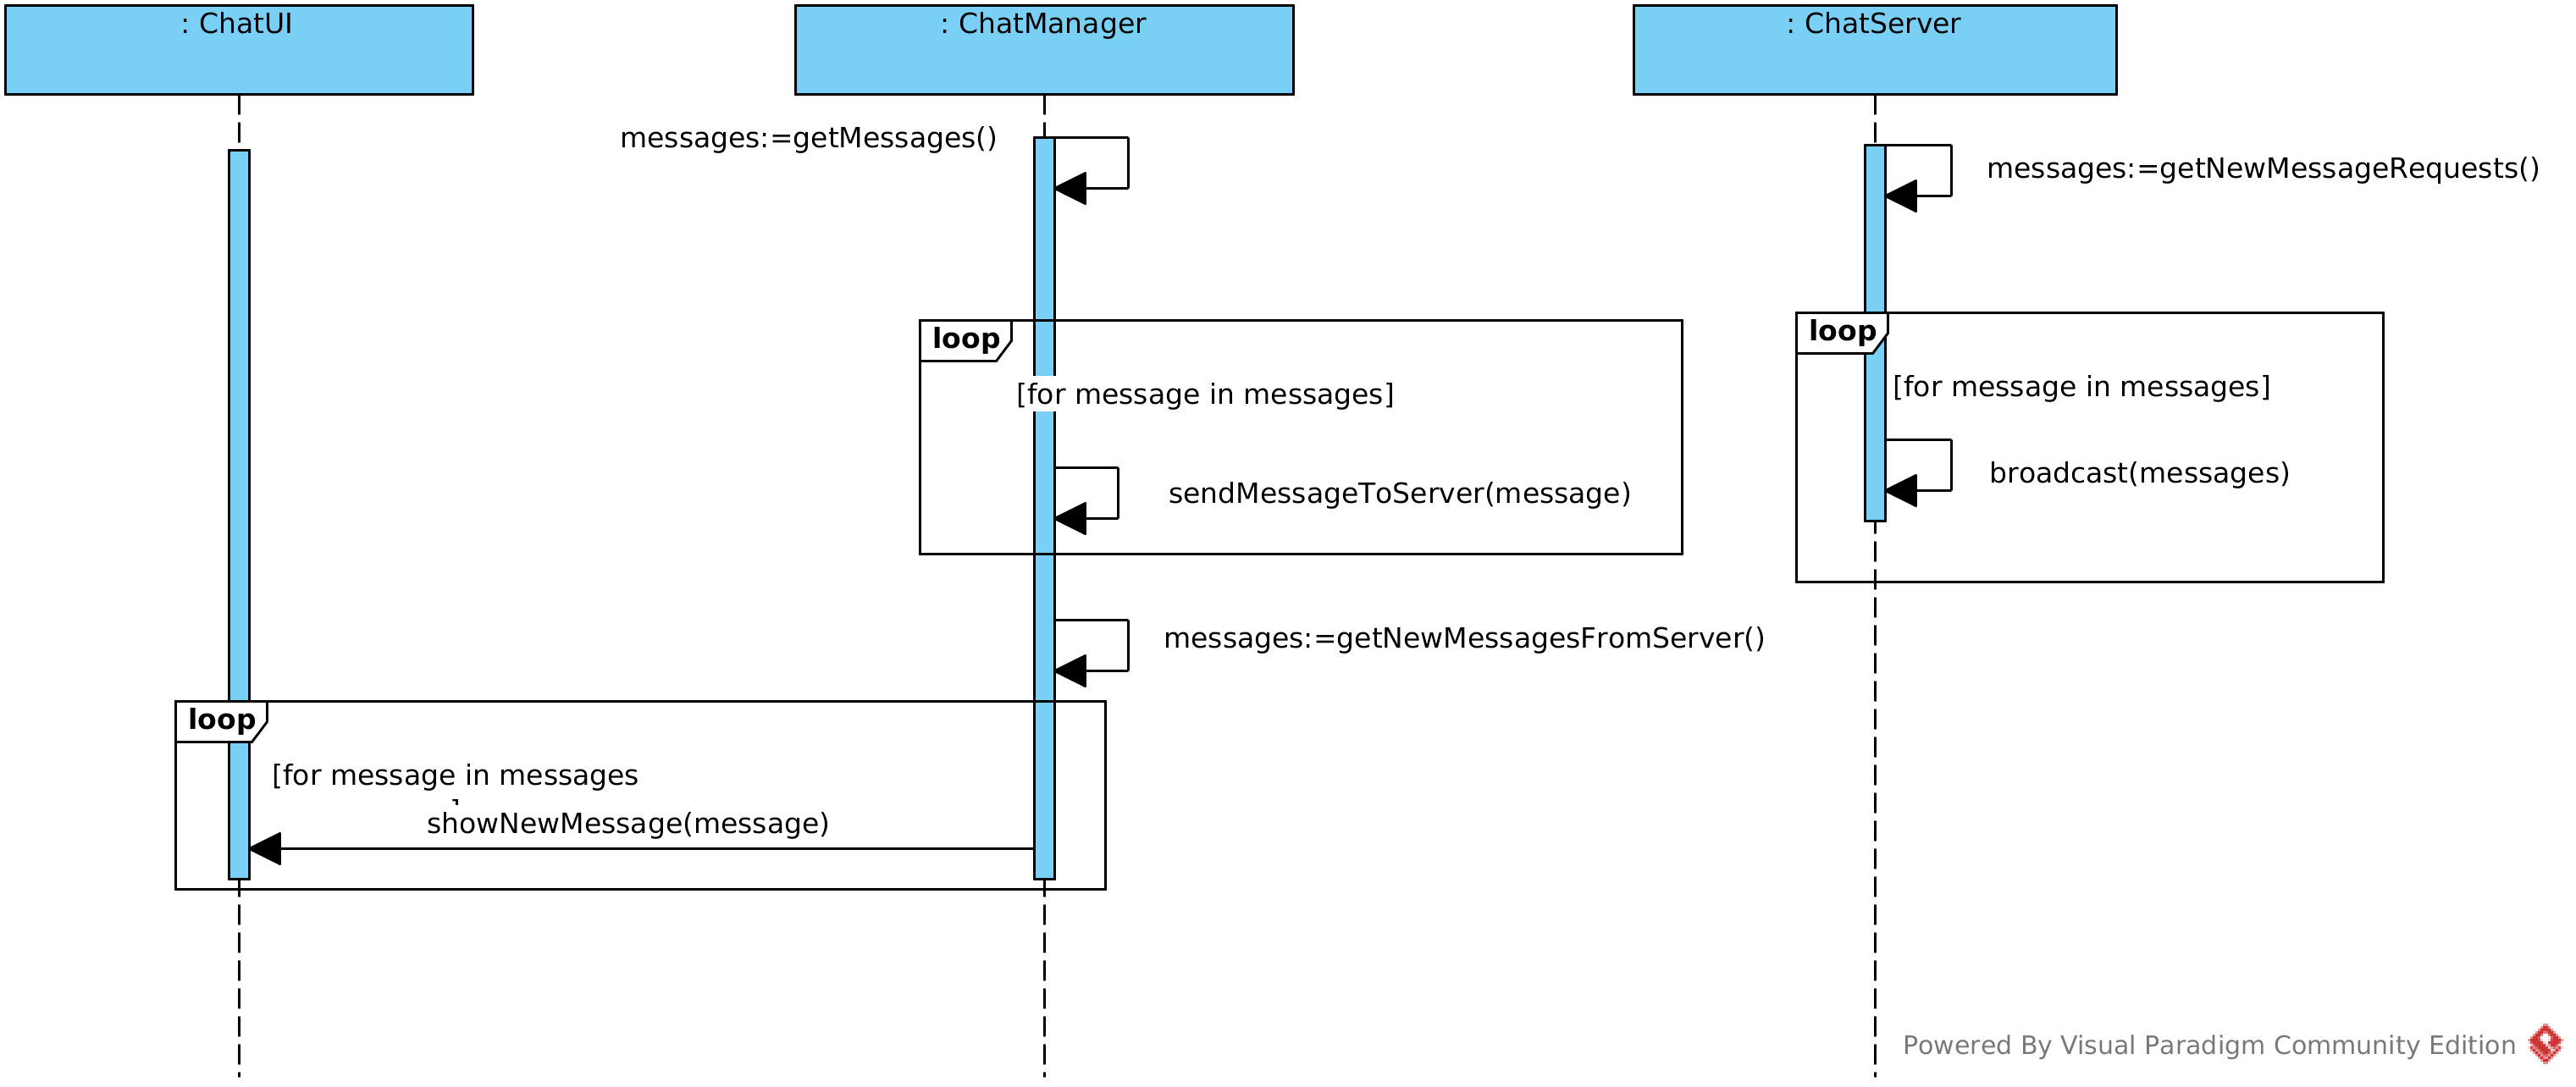 : ChatUI
: ChatManager
: ChatServer
messages:=getMessages()
messages:=getNewMessageRequests()
loop
[for message in messages]
sendMessageToServer(message)
loop
[for message in messages]
broadcast(messages)
messages:=getNewMessagesFromServer()
loop
[for message in messages
]
showNewMessage(message)
Powered By Visual Paradigm Community Edition